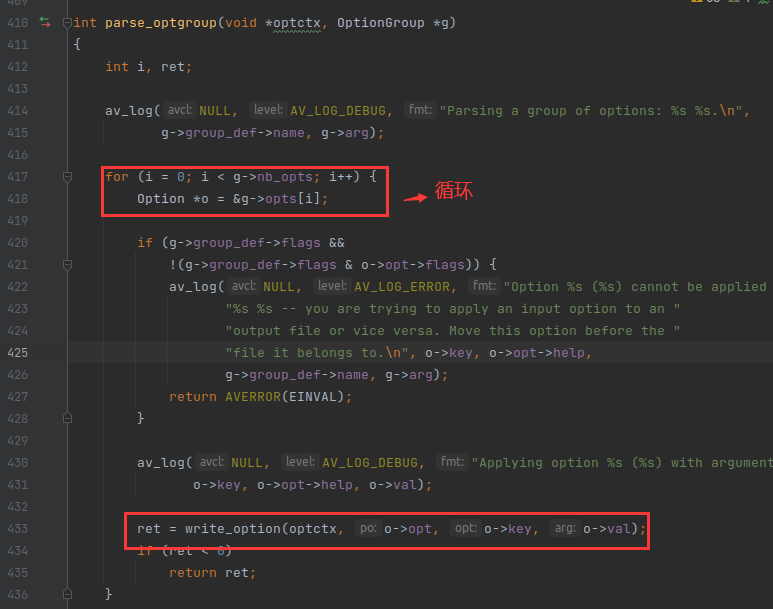 409
410 int parse_optgroup(void *optctx, OptionGroup *g)
411 {
412 int i, ret;
413
414 av_log( avcl: NULL, level: AV_LOG_DEBUG, fmt: "Parsing a group of options: %s %s.\n",
415 g->group_def->name, g->arg);
416
417 for (i = 0; i < g->nb_opts; i++) {
418 Option *o = &g->opts[i];
循环
419
420 if (g->group_def->flags &&
421 !(g->group_def->flags & o->opt->flags)) {
422 av_log( avcl: NULL, level: AV_LOG_ERROR, fmt: "Option %s (%s) cannot be applied
423 "%s %s -- you are trying to apply an input option to an "
424 "output file or vice versa. Move this option before the "
425 "file it belongs to.\n", o->key, o->opt->help,
426 g->group_def->name, g->arg);
427 return AVERROR(EINVAL);
428 }
429
430 av_log( avcl: NULL, level: AV_LOG_DEBUG, fmt: "Applying option %s (%s) with argument
431 o->key, o->opt->help, o->val);
432
433 ret = write_option(optctx, po: o->opt, opt: o->key, arg: o->val);
434 if (ret < 0)
435 return ret;
436 }